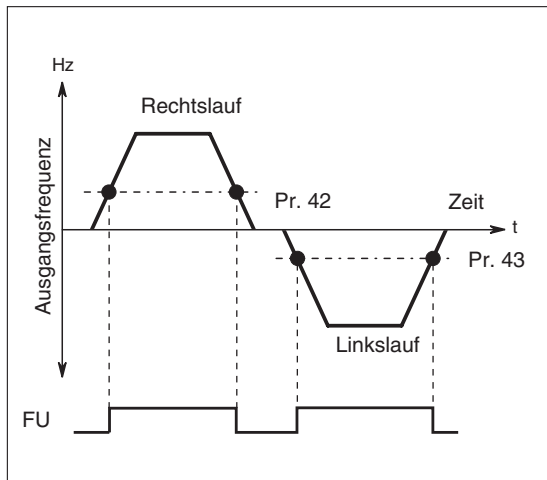 Hz
Rechtslauf
Ausgangsfrequenz
Pr. 42
Zeit
t
Pr. 43
Linkslauf
FU